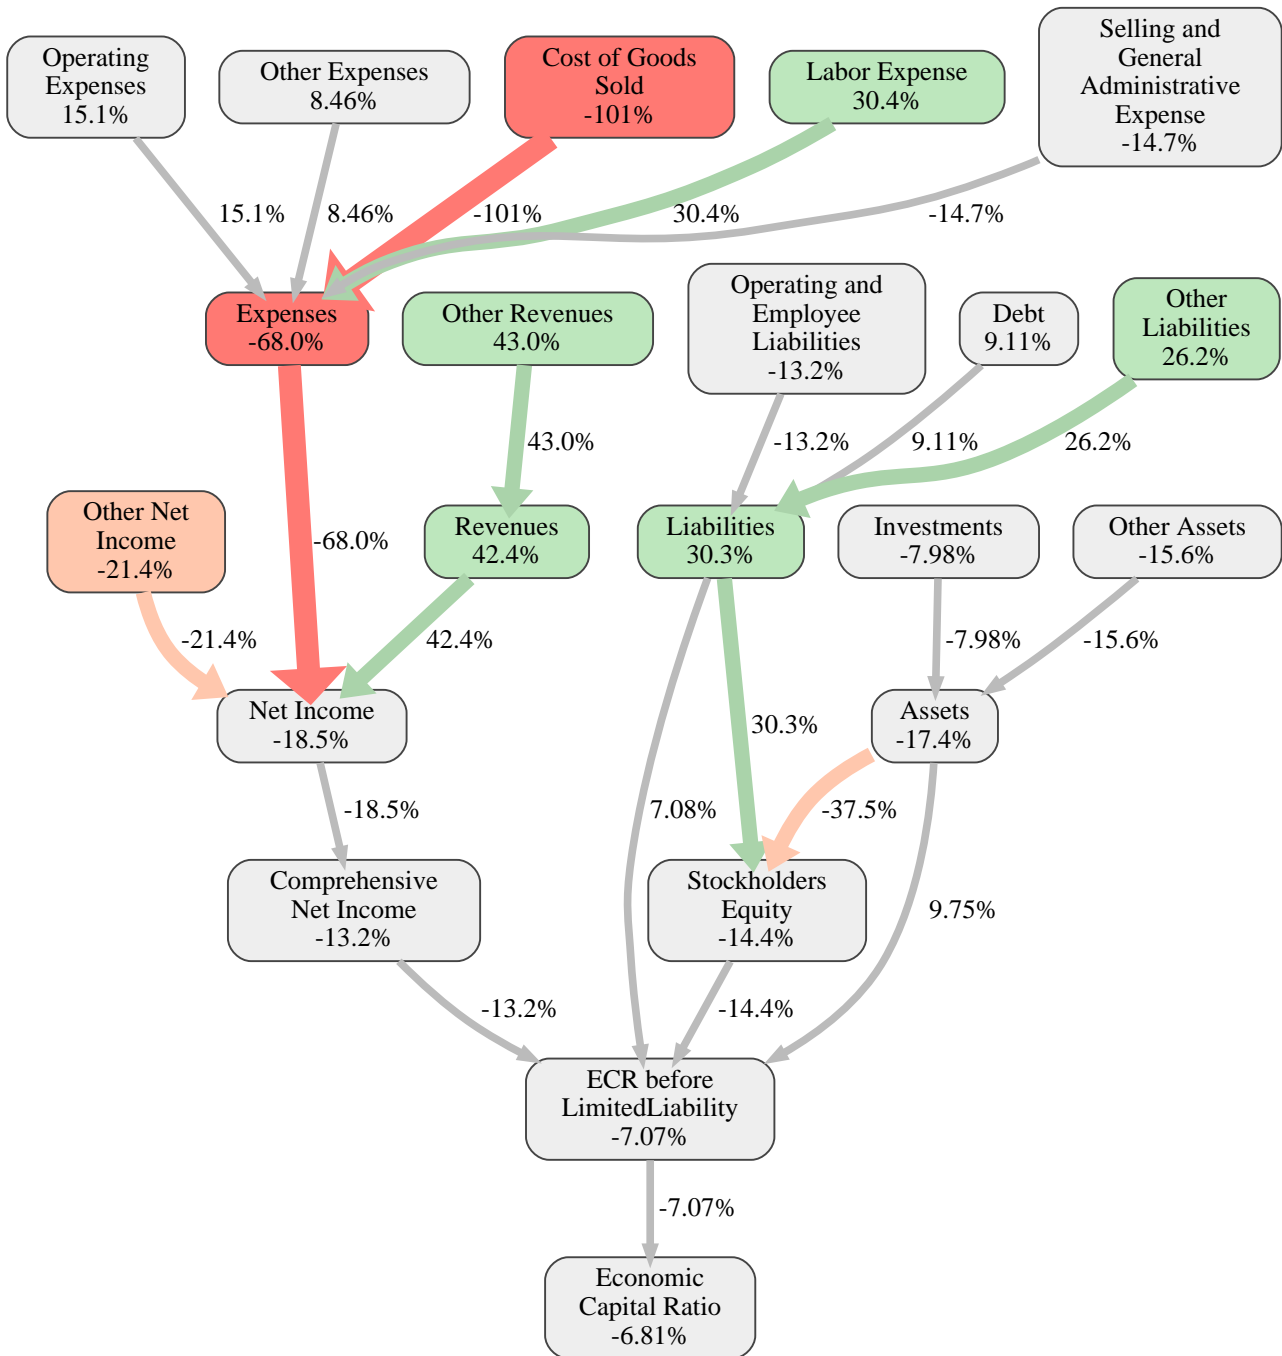 Operating
Expenses
15.1%
Other Expenses
8.46%
Cost of Goods
Sold
-101%
Labor Expense
30.4%
Selling and
General
Administrative
Expense
-14.7%
15.1%
8.46%
-101%
30.4%
-14.7%
Expenses
-68.0%
Other Revenues
43.0%
Operating and
Employee
Liabilities
-13.2%
Debt
9.11%
Other
Liabilities
26.2%
43.0%
-13.2%
9.11%
26.2%
Other Net
Income
-21.4%
-68.0%
Revenues
42.4%
Liabilities
30.3%
Investments
-7.98%
Other Assets
-15.6%
-21.4%
42.4%
-7.98%
-15.6%
Net Income
-18.5%
30.3%
Assets
-17.4%
-18.5%
7.08%
-37.5%
Comprehensive
Net Income
-13.2%
Stockholders
Equity
-14.4%
9.75%
-13.2%
-14.4%
ECR before
LimitedLiability
-7.07%
-7.07%
Economic
Capital Ratio
-6.81%